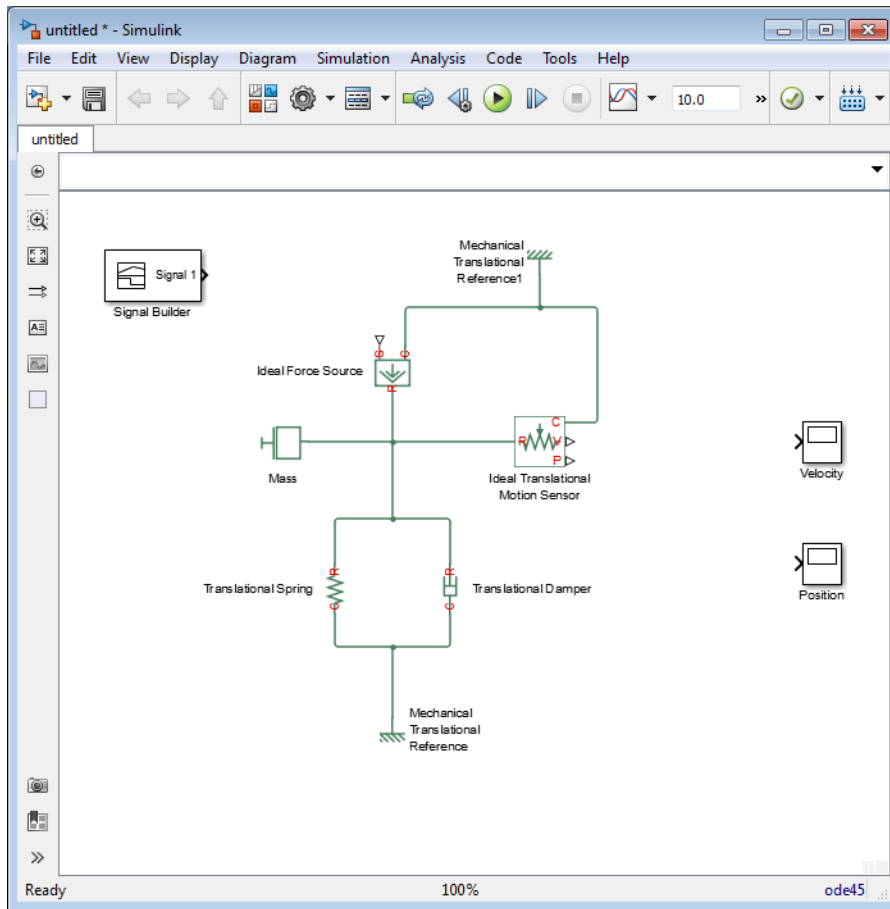 untitled * - Simulink
File Edit View Display Diagram Simulation Analysis Code Tools Help
10.0 »
untitled
Mechanical
Translational
Reference1
Signal 1
Signal Builder
S C
Ideal Force Source
R
C
R V
P
Mass
Ideal Translational
Motion Sensor
Velocity
R R
Translational Spring
Translational Damper
C C
Position
Mechanical
Translational
Reference
Ready 100% ode45